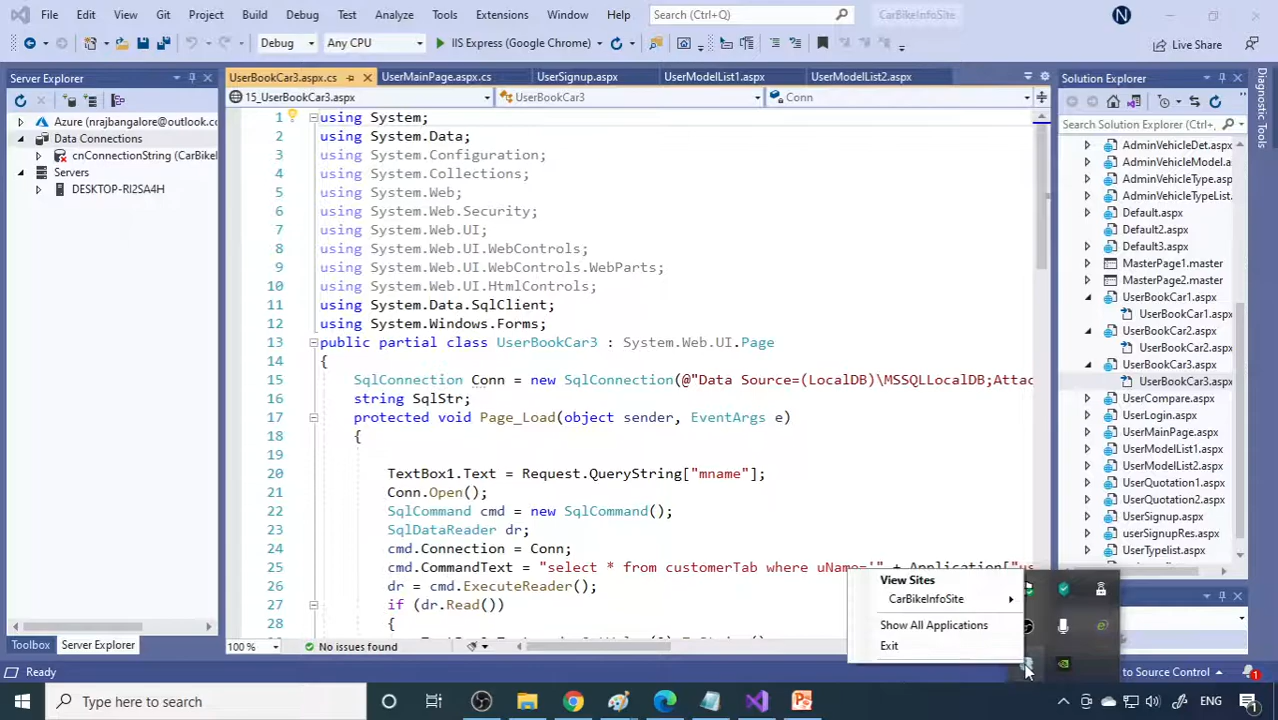 File Edit View Git Project Build Debug Test Analyze Tools Extensions Window Help Search (Ctrl+Q) CarBikeInfoSite N
Debug Any CPU IIS Express (Google Chrome) Live Share
Server Explorer
Azure (nrajbangalore@outlook.cc
Data Connections
cnConnectionString (CarBikel
Servers
DESKTOP-RI2SA4H
Toolbox Server Explorer
UserBookCar3.aspx.cs UserMainPage.aspx.cs UserSignup.aspx UserModelList1.aspx UserModelList2.aspx
15_UserBookCar3.aspx UserBookCar3 Conn
1 using System;
2 using System.Data;
3 using System.Configuration;
4 using System.Collections;
5 using System.Web;
6 using System.Web.Security;
7 using System.Web.UI;
8 using System.Web.UI.WebControls;
9 using System.Web.UI.WebControls.WebParts;
10 using System.Web.UI.HtmlControls;
11 using System.Data.SqlClient;
12 using System.Windows.Forms;
13 public partial class UserBookCar3 : System.Web.UI.Page
14 {
15 SqlConnection Conn = new SqlConnection(@"Data Source=(LocalDB)\MSSQLLocalDB;Attac
16 string SqlStr;
17 protected void Page_Load(object sender, EventArgs e)
18 {
19
20 TextBox1.Text = Request.QueryString["mname"];
21 Conn.Open();
22 SqlCommand cmd = new SqlCommand();
23 SqlDataReader dr;
24 cmd.Connection = Conn;
25 cmd.CommandText = "select * from customerTab where uName='" + Application["us
26 dr = cmd.ExecuteReader();
27 if (dr.Read())
28 {
100 % No issues found
View Sites
CarBikeInfoSite
Show All Applications
Exit
Solution Explorer
Search Solution Explorer (Ctrl+
AdminVehicleDet.aspx
AdminVehicleModel.
AdminVehicleType.asp
AdminVehicleTypeList.
Default.aspx
Default2.aspx
Default3.aspx
MasterPage1.master
MasterPage2.master
UserBookCar1.aspx
UserBookCar1.aspx
UserBookCar2.aspx
UserBookCar2.aspx
UserBookCar3.aspx
UserBookCar3.aspx
UserCompare.aspx
UserLogin.aspx
UserMainPage.aspx
UserModelList1.aspx
UserModelList2.aspx
UserQuotation1.aspx
UserQuotation2.aspx
UserSignup.aspx
userSignupRes.aspx
UserTypelist.aspx
Diagnostic Tools
Ready to Source Control 1
Type here to search ENG 1